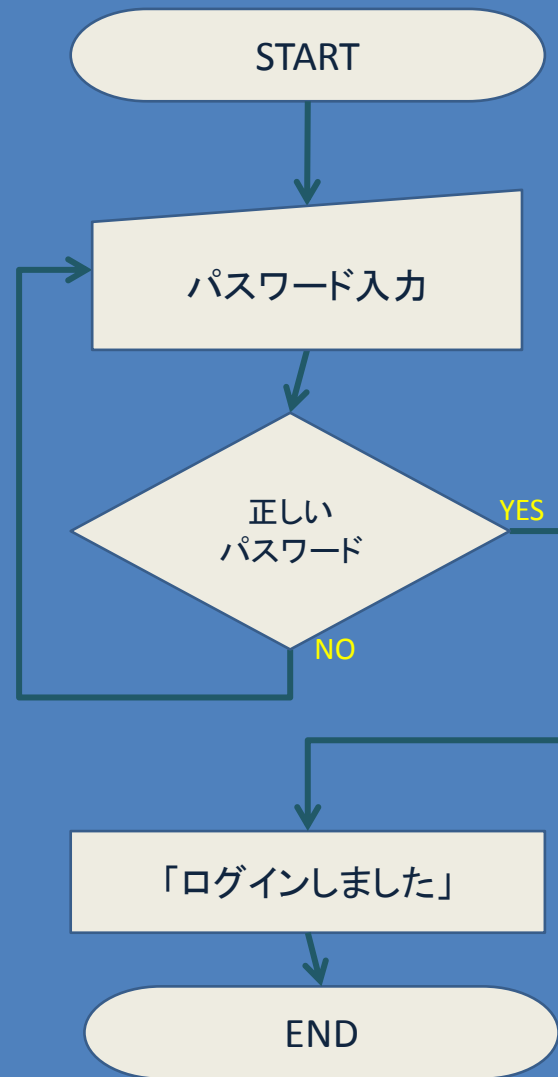 START
パスワード入力
正しい
パスワード
YES
NO
「ログインしました」
END